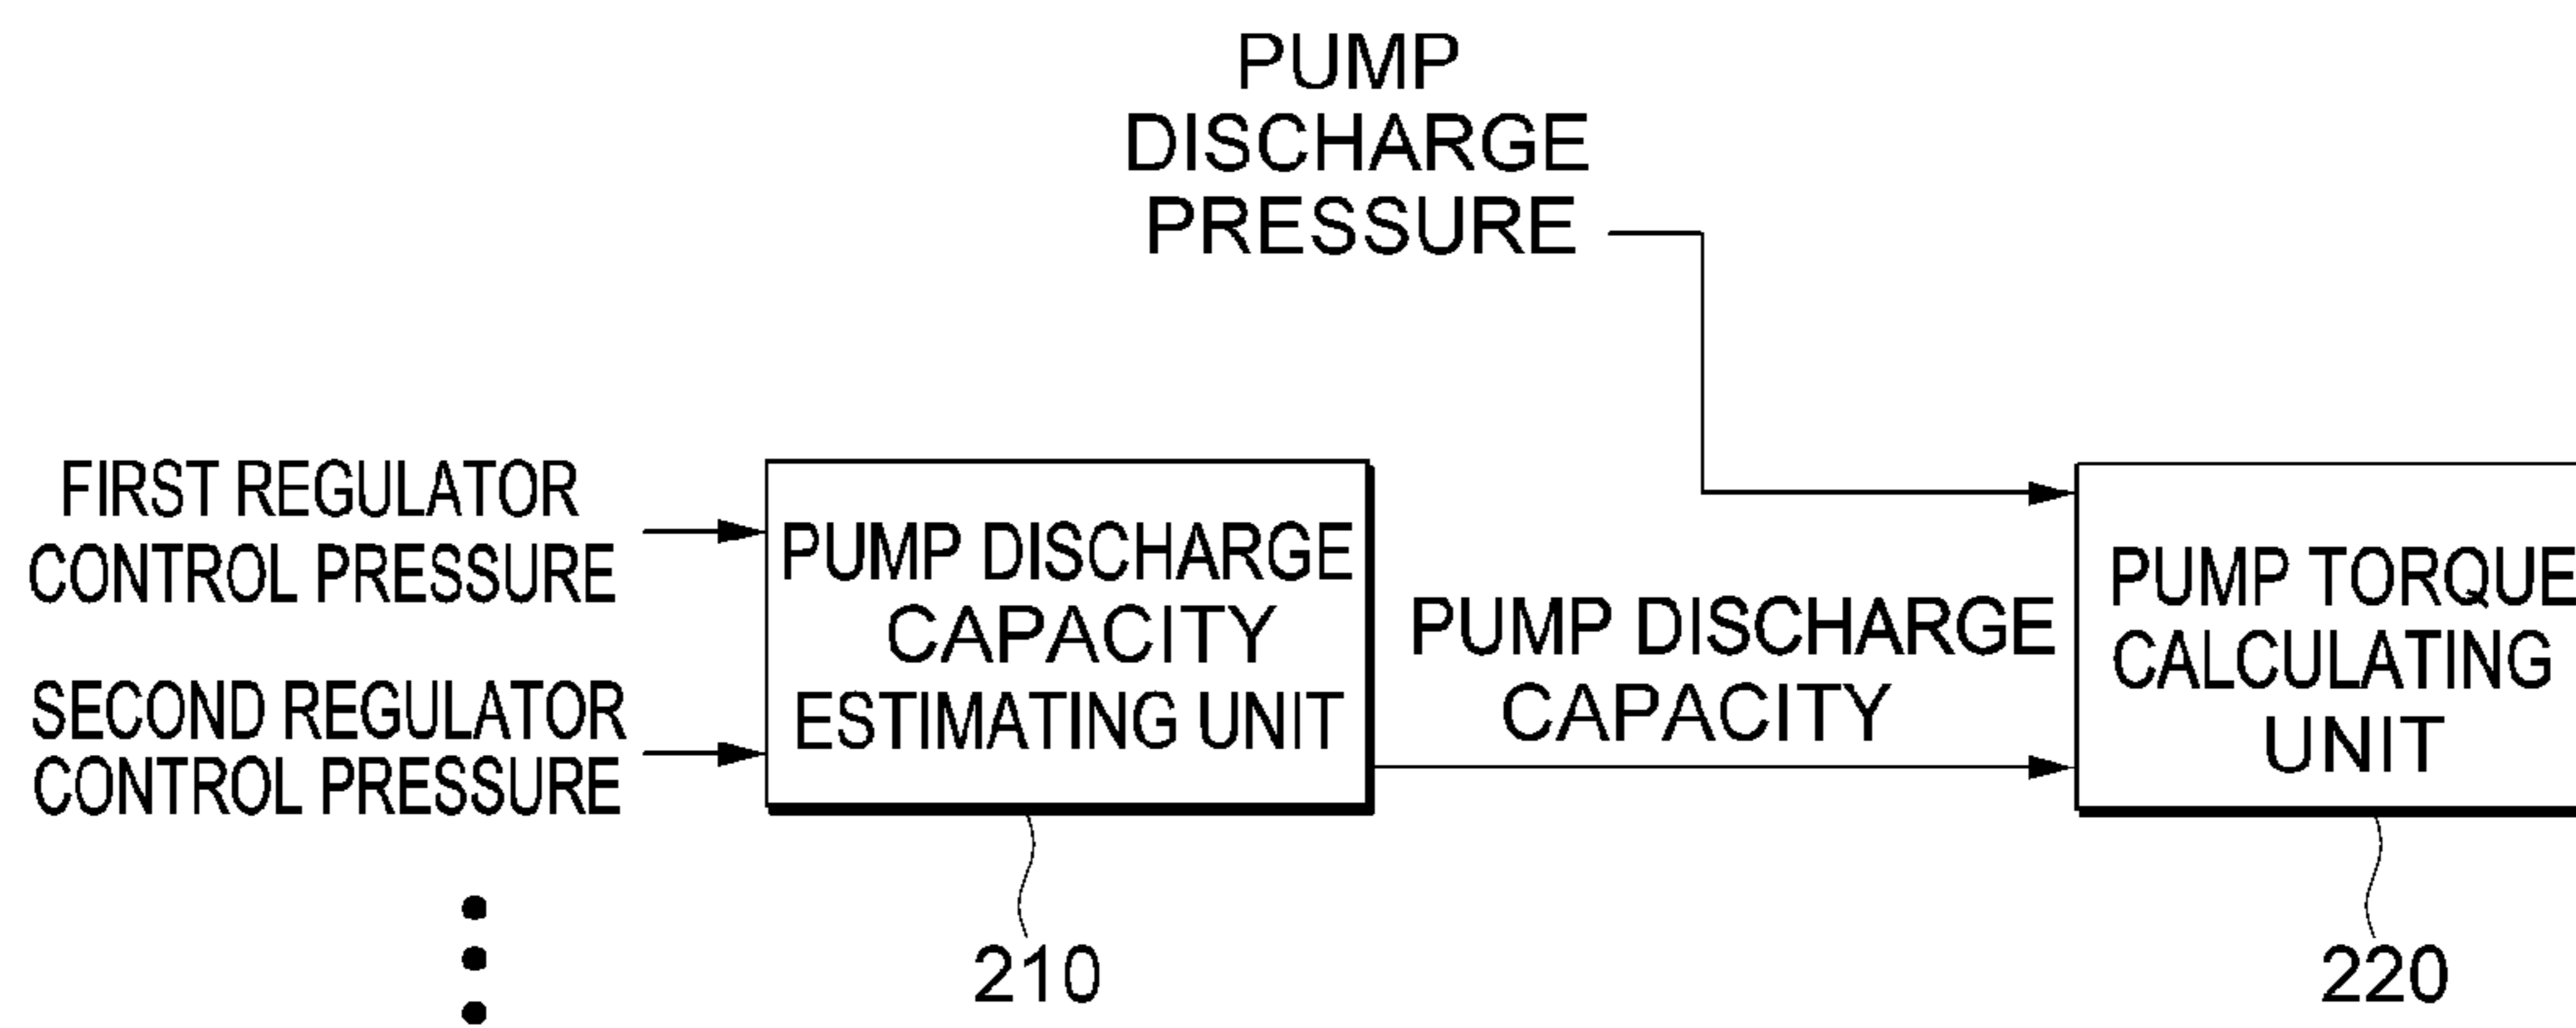 PUMP
DISCHARGE
PRESSURE
FIRST REGULATOR
CONTROL PRESSURE
SECOND REGULATOR
CONTROL PRESSURE
PUMP DISCHARGE
CAPACITY
ESTIMATING UNIT
210
PUMP DISCHARGE
CAPACITY
PUMP TORQUE
CALCULATING
UNIT
220